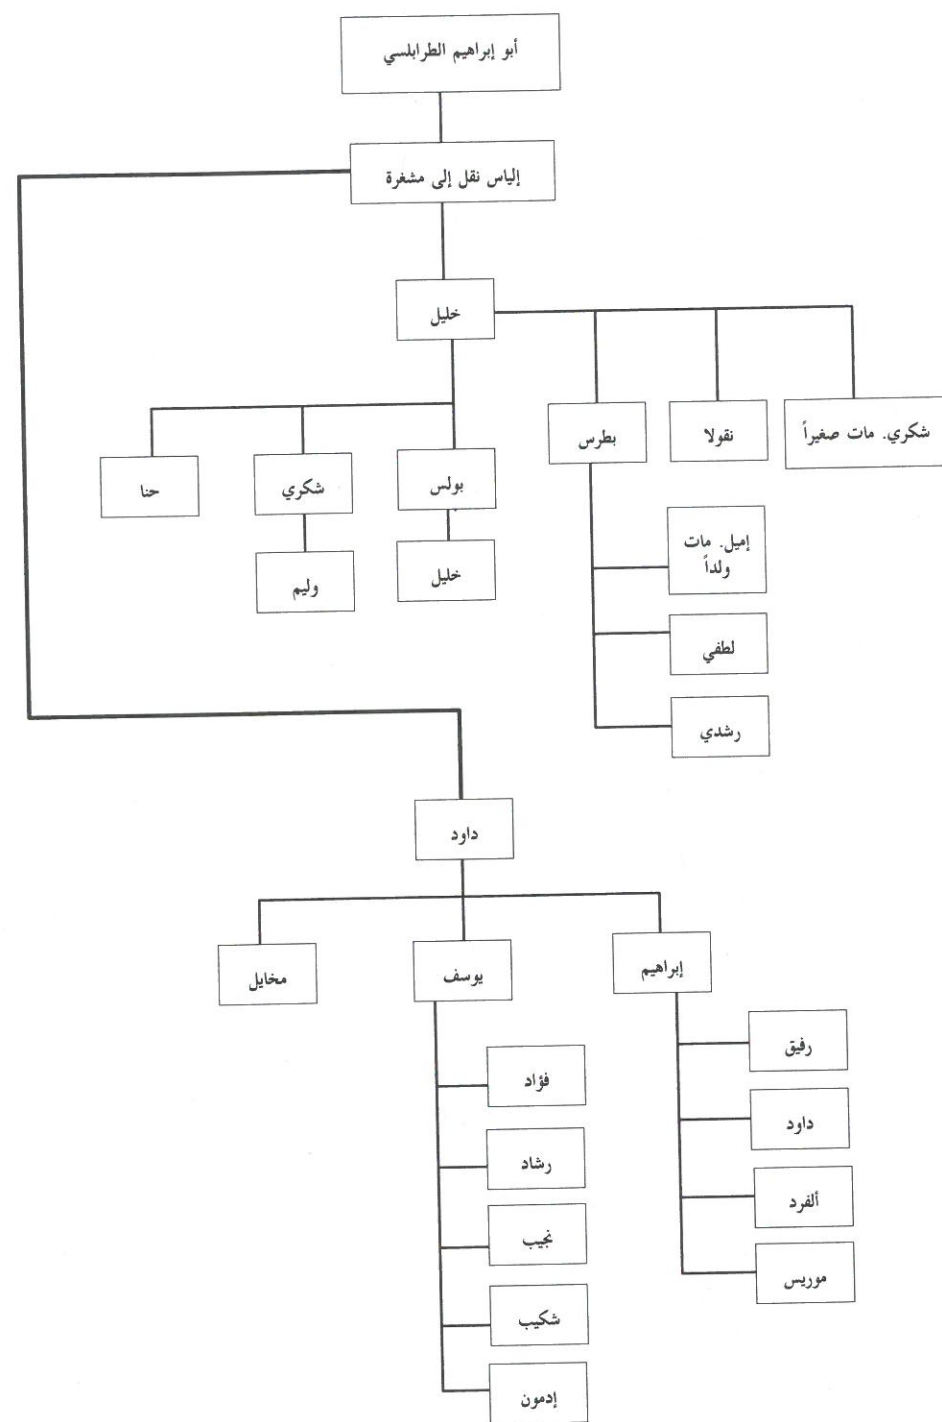 أبو إبراهيم الطرابلسي
إلياس نقل إلى مشغرة
خليل
شكري. مات صغيراً
نقولا
بطرس
بولس
شكري
حنا
إميل. مات
ولداً
خليل
وليم
لطفي
رشدي
داود
إبراهيم
يوسف
مخايل
رفيق
فؤاد
داود
رشاد
ألفرد
نجيب
موريس
شكيب
إدمون